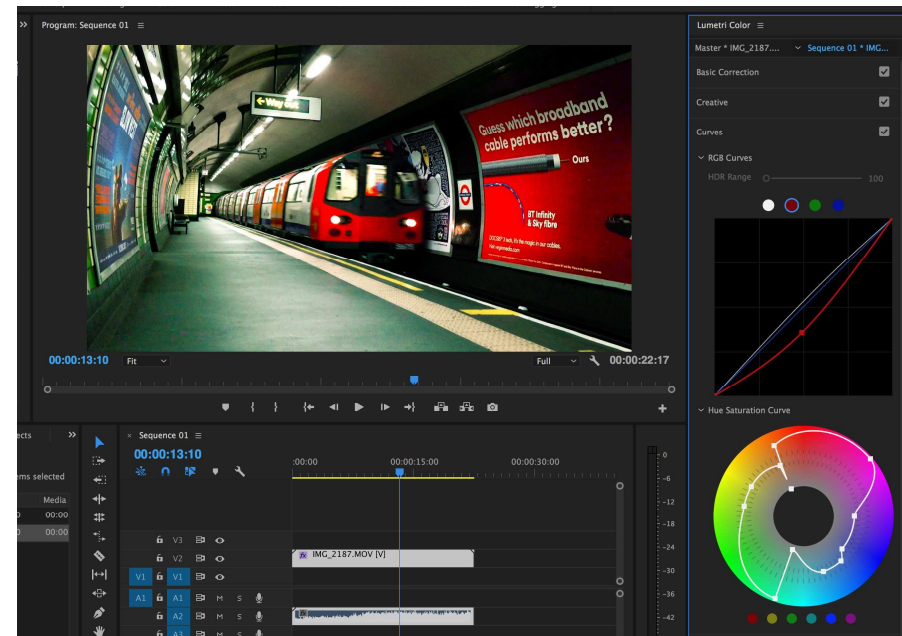 Program: Sequence 01
Lumetri Color
Master * IMG_2187....
Sequence 01 * IMG...
Basic Correction
Creative
Curves
RGB Curves
HDR Range
100
Hue Saturation Curve
Way out
Guess which broadband
cable performs better?
Ours
BT Infinity
& Sky fibre
00:00:13:10
Fit
Full
00:00:22:17
ects
ems selected
Media
00:00
00:00
× Sequence 01
00:00:13:10
:00:00
00:00:15:00
00:00:30:00
V3
fx IMG_2187.MOV [V]
V2
V1 V1
A1 A1 M S
A2 M S
A3 M S
0
-6
-12
-18
-24
-30
-36
-42